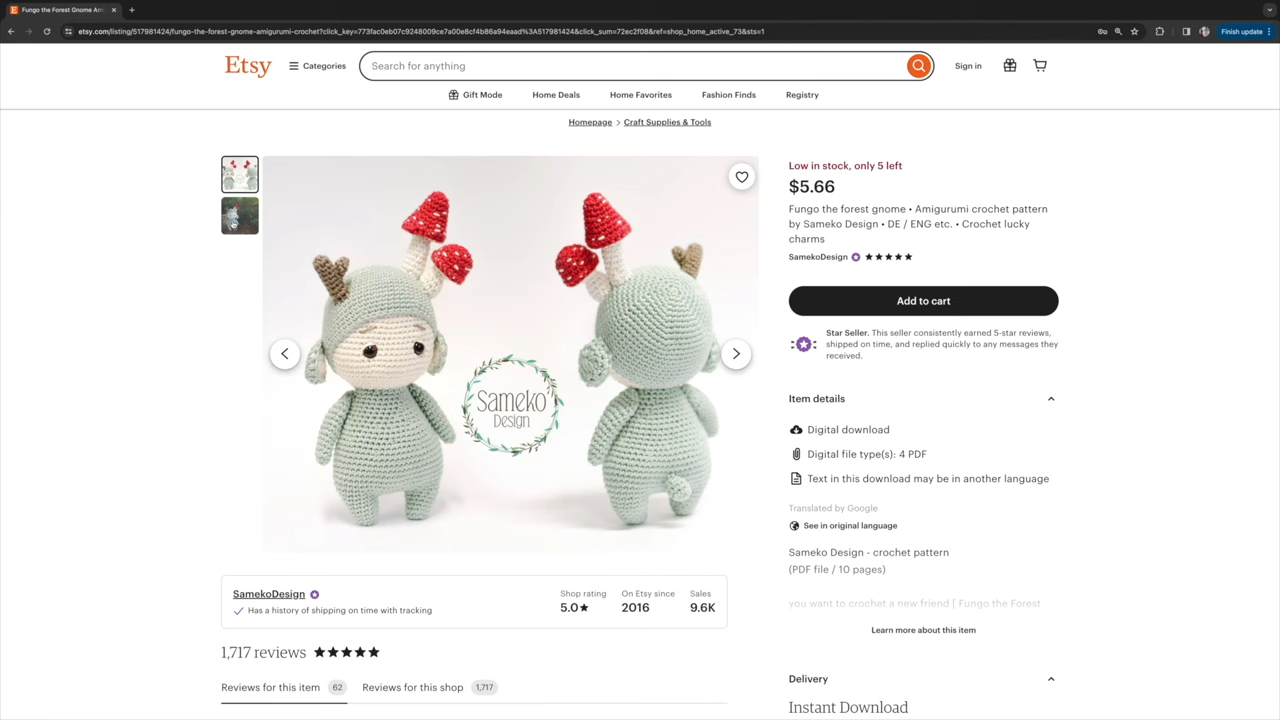 Fungo the Forest Gnome Am
etsy.com/listing/517981424/fungo-the-forest-gnome-amigurumi-crochet?click_key=773fac0eb07c9248009ce7a00e8cf4b86a94eaad%3A517981424&click_sum=72ec2f08&ref=shop_home_active_73&sts=1
Finish update
Etsy
Categories
Search for anything
Sign in
Gift Mode
Home Deals
Home Favorites
Fashion Finds
Registry
Homepage > Craft Supplies & Tools
Sameko
Design
Low in stock, only 5 left
$5.66
Fungo the forest gnome • Amigurumi crochet pattern
by Sameko Design • DE / ENG etc. • Crochet lucky
charms
SamekoDesign
Add to cart
Star Seller. This seller consistently earned 5-star reviews,
shipped on time, and replied quickly to any messages they
received.
Item details
Digital download
Digital file type(s): 4 PDF
Text in this download may be in another language
Translated by Google
See in original language
Sameko Design - crochet pattern
(PDF file / 10 pages)
you want to crochet a new friend [ Fungo the Forest
Learn more about this item
Delivery
Instant Download
SamekoDesign
Has a history of shipping on time with tracking
Shop rating
5.0
On Etsy since
2016
Sales
9.6K
1,717 reviews
Reviews for this item 62
Reviews for this shop 1,717